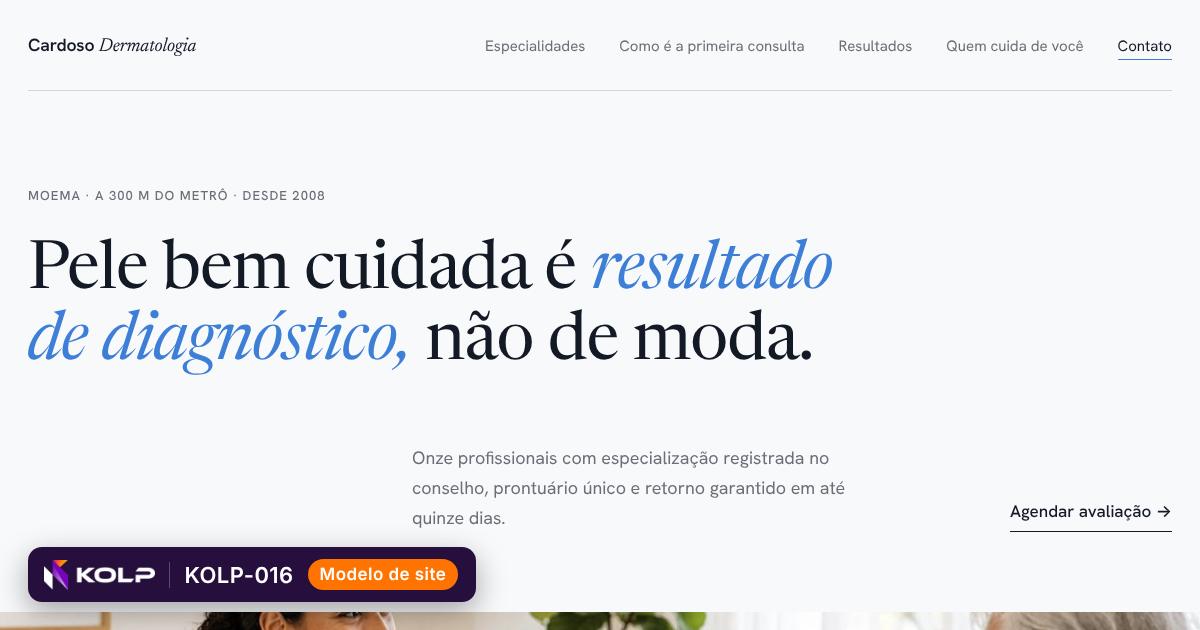 Cardoso Dermatologia
Especialidades
Como é a primeira consulta
Resultados
Quem cuida de você
Contato
MOEMA · A 300 M DO METRÔ · DESDE 2008
Pele bem cuidada é resultado
de diagnóstico, não de moda.
Onze profissionais com especialização registrada no
conselho, prontuário único e retorno garantido em até
quinze dias.
Agendar avaliação →
KOLP
KOLP-016
Modelo de site